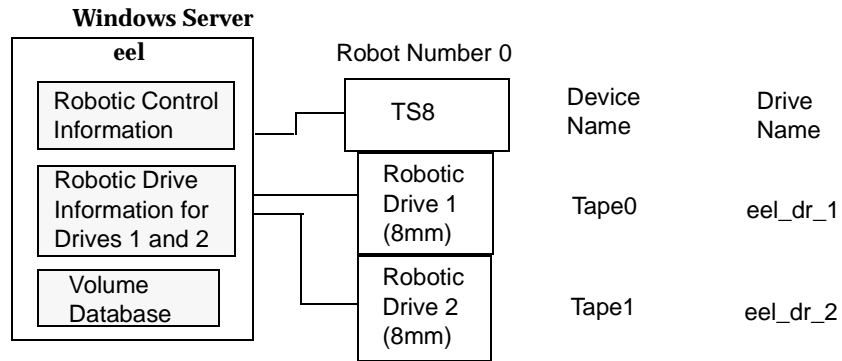 Windows Server
eel
Robot Number 0
Robotic Control
Information
TS8
Device
Name
Drive
Name
Robotic Drive
Information for
Drives 1 and 2
Robotic
Drive 1
(8mm)
Tape0
eel_dr_1
Volume
Database
Robotic
Drive 2
(8mm)
Tape1
eel_dr_2